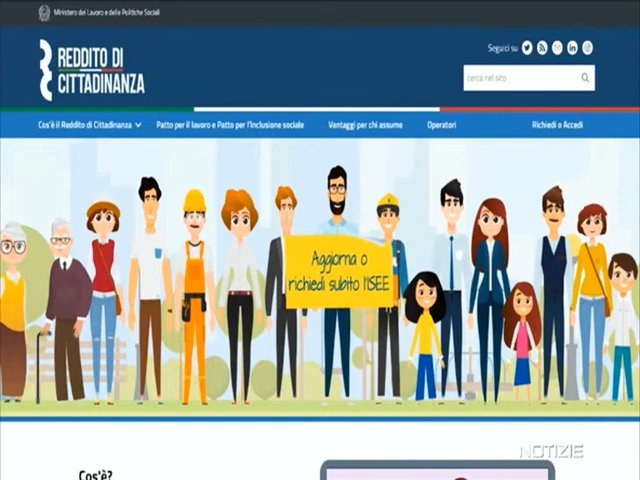 Ministero del Lavoro e delle Politiche Sociali
REDDITO DI
CITTADINANZA
Seguici su
cerca nel sito
Cos'è il Reddito di Cittadinanza
Patto per il lavoro e Patto per l'inclusione sociale
Vantaggi per chi assume
Operatori
Richiedi o Accedi
Aggiorna o
richiedi subito l'ISEE
NOTIZIE
Cos'è?